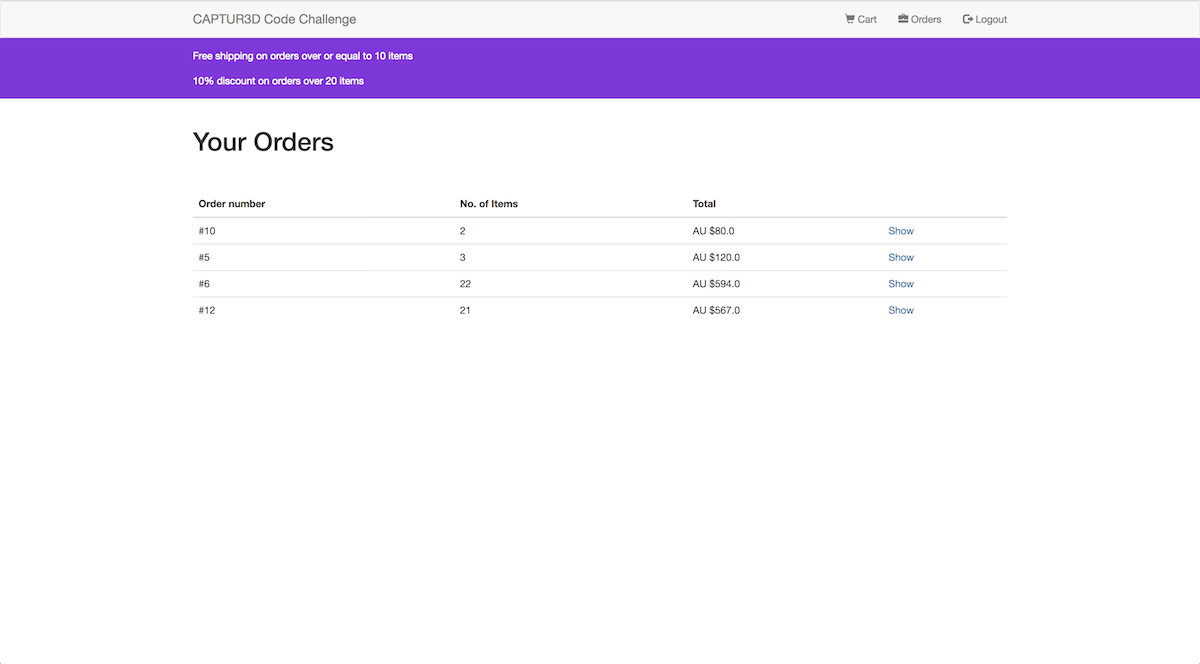 CAPTUR3D Code Challenge Cart Orders Logout
Free shipping on orders over or equal to 10 items
10% discount on orders over 20 items
Your Orders
Order number No. of Items Total
#10 2 AU $80.0 Show
#5 3 AU $120.0 Show
#6 22 AU $594.0 Show
#12 21 AU $567.0 Show